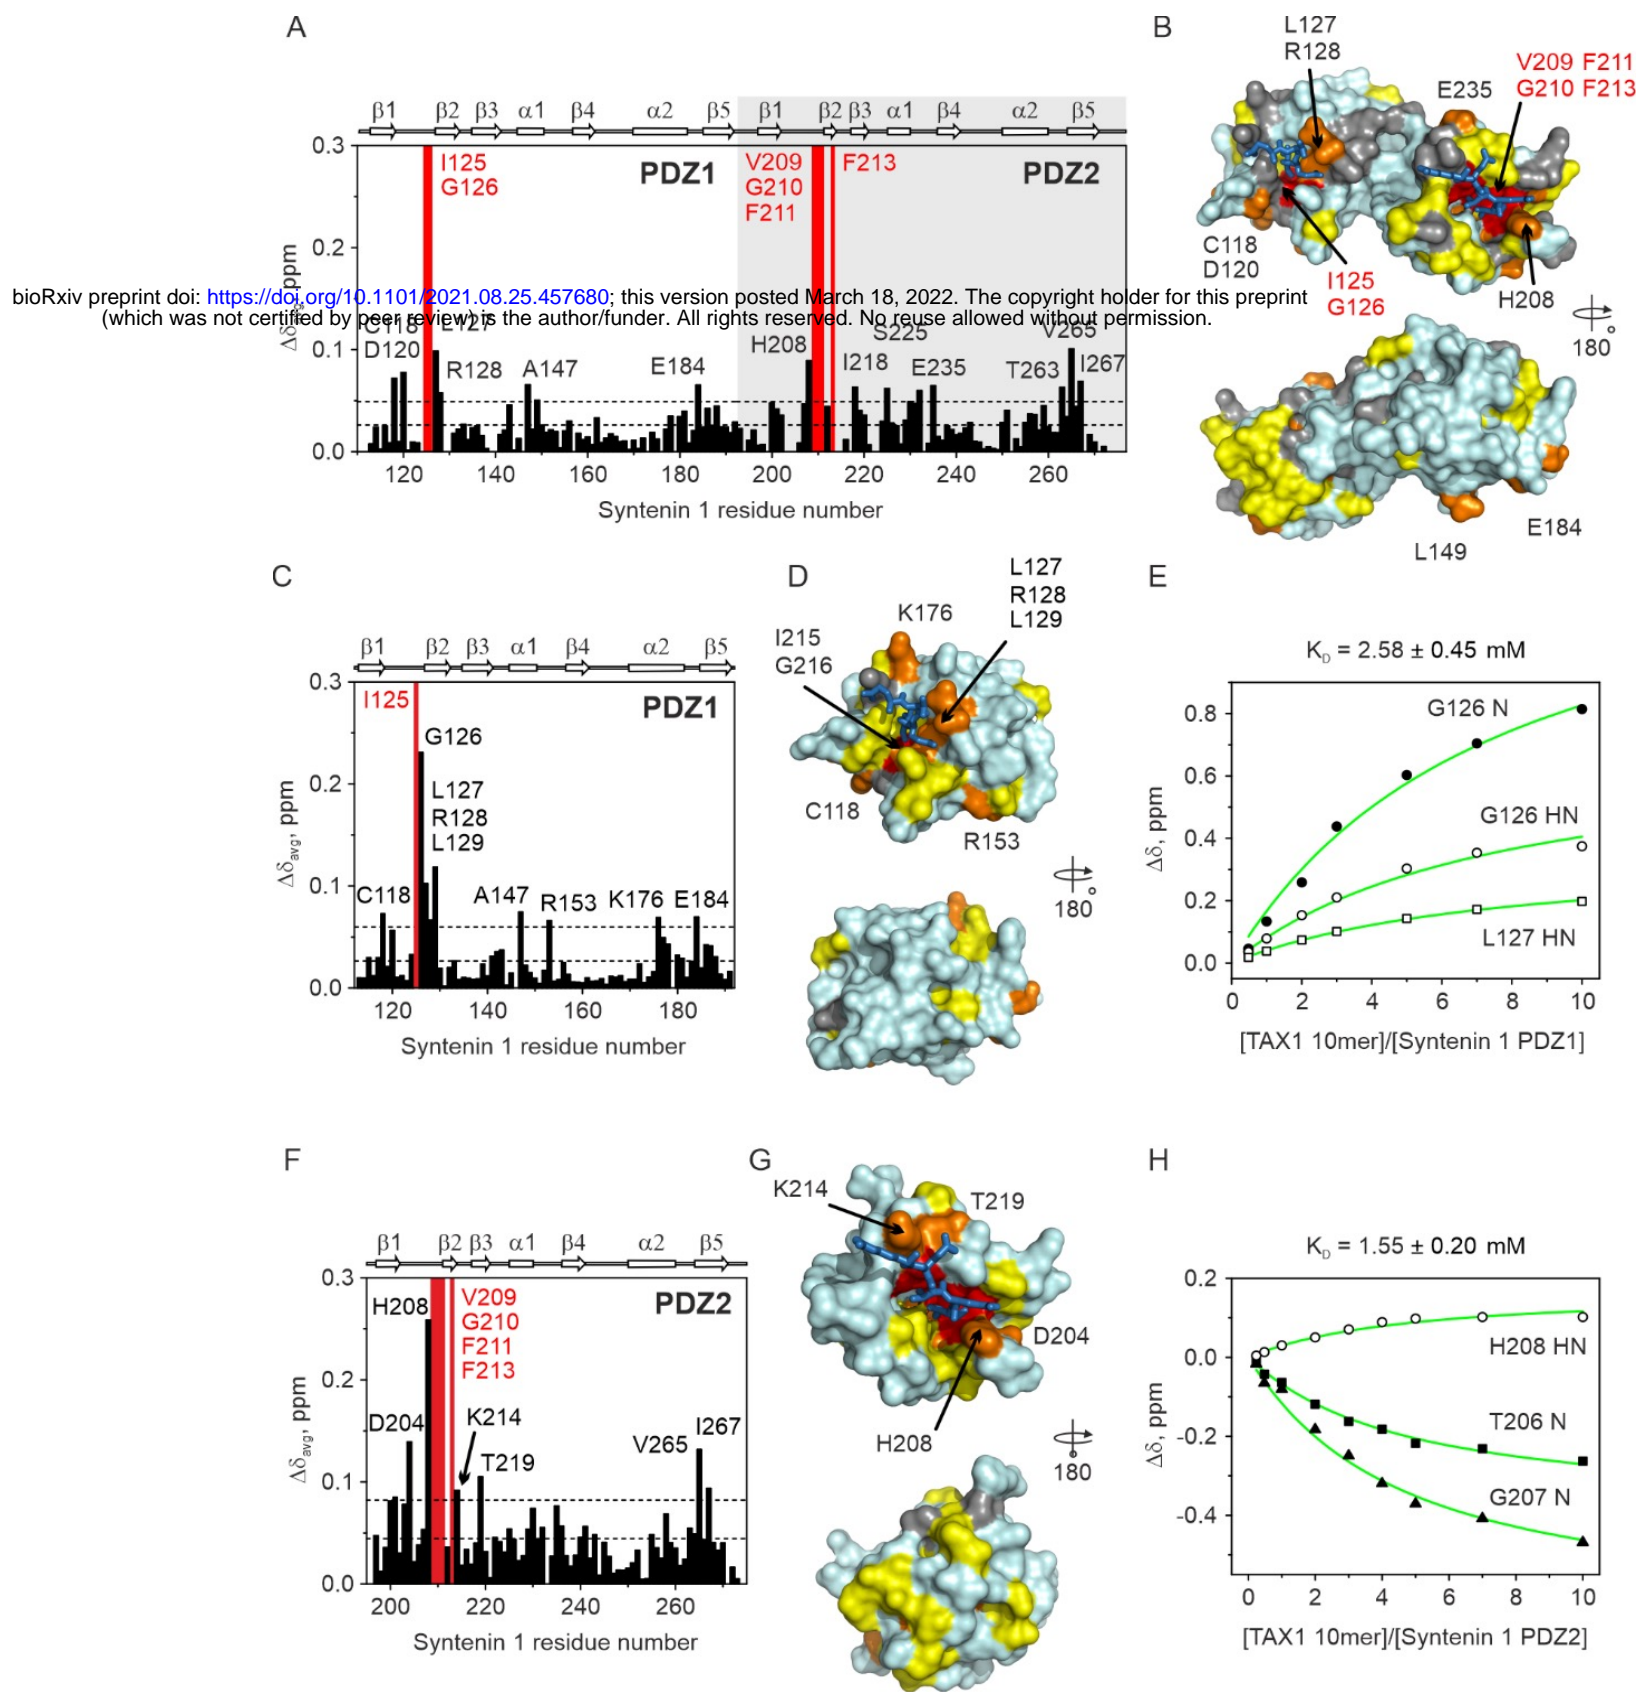 A
β1 β2 β3 α1 β4 α2 β5 β1 β2 β3 α1 β4 α2 β5
0.3
0.2
0.1
0.0
Δδavg, ppm
I125
G126
PDZ1
V209
G210
F211
F213
PDZ2
C118
D120
L127
R128
A147
E184
H208
S225
I218
E235
V265
T263
I267
120 140 160 180 200 220 240 260
Syntenin 1 residue number
bioRxiv preprint doi: https://doi.org/10.1101/2021.08.25.457680; this version posted March 18, 2022. The copyright holder for this preprint
(which was not certified by peer review) is the author/funder. All rights reserved. No reuse allowed without permission.
B
L127
R128
V209 F211
G210 F213
E235
C118
D120
I125
G126
H208
180°
E184
L149
C
β1 β2 β3 α1 β4 α2 β5
0.3
0.2
0.1
0.0
Δδavg, ppm
I125
PDZ1
G126
L127
R128
L129
C118
A147
R153
K176
E184
120 140 160 180
Syntenin 1 residue number
D
L127
R128
L129
K176
I215
G216
C118
R153
180°
E
KD = 2.58 ± 0.45 mM
0.8
0.6
0.4
0.2
0.0
Δδ, ppm
G126 N
G126 HN
L127 HN
0 2 4 6 8 10
[TAX1 10mer]/[Syntenin 1 PDZ1]
F
β1 β2 β3 α1 β4 α2 β5
0.3
0.2
0.1
0.0
Δδavg, ppm
H208
V209
G210
F211
F213
PDZ2
D204
K214
T219
V265
I267
200 220 240 260
Syntenin 1 residue number
G
K214
T219
D204
H208
180°
H
KD = 1.55 ± 0.20 mM
0.2
0.0
-0.2
-0.4
Δδ, ppm
H208 HN
T206 N
G207 N
0 2 4 6 8 10
[TAX1 10mer]/[Syntenin 1 PDZ2]